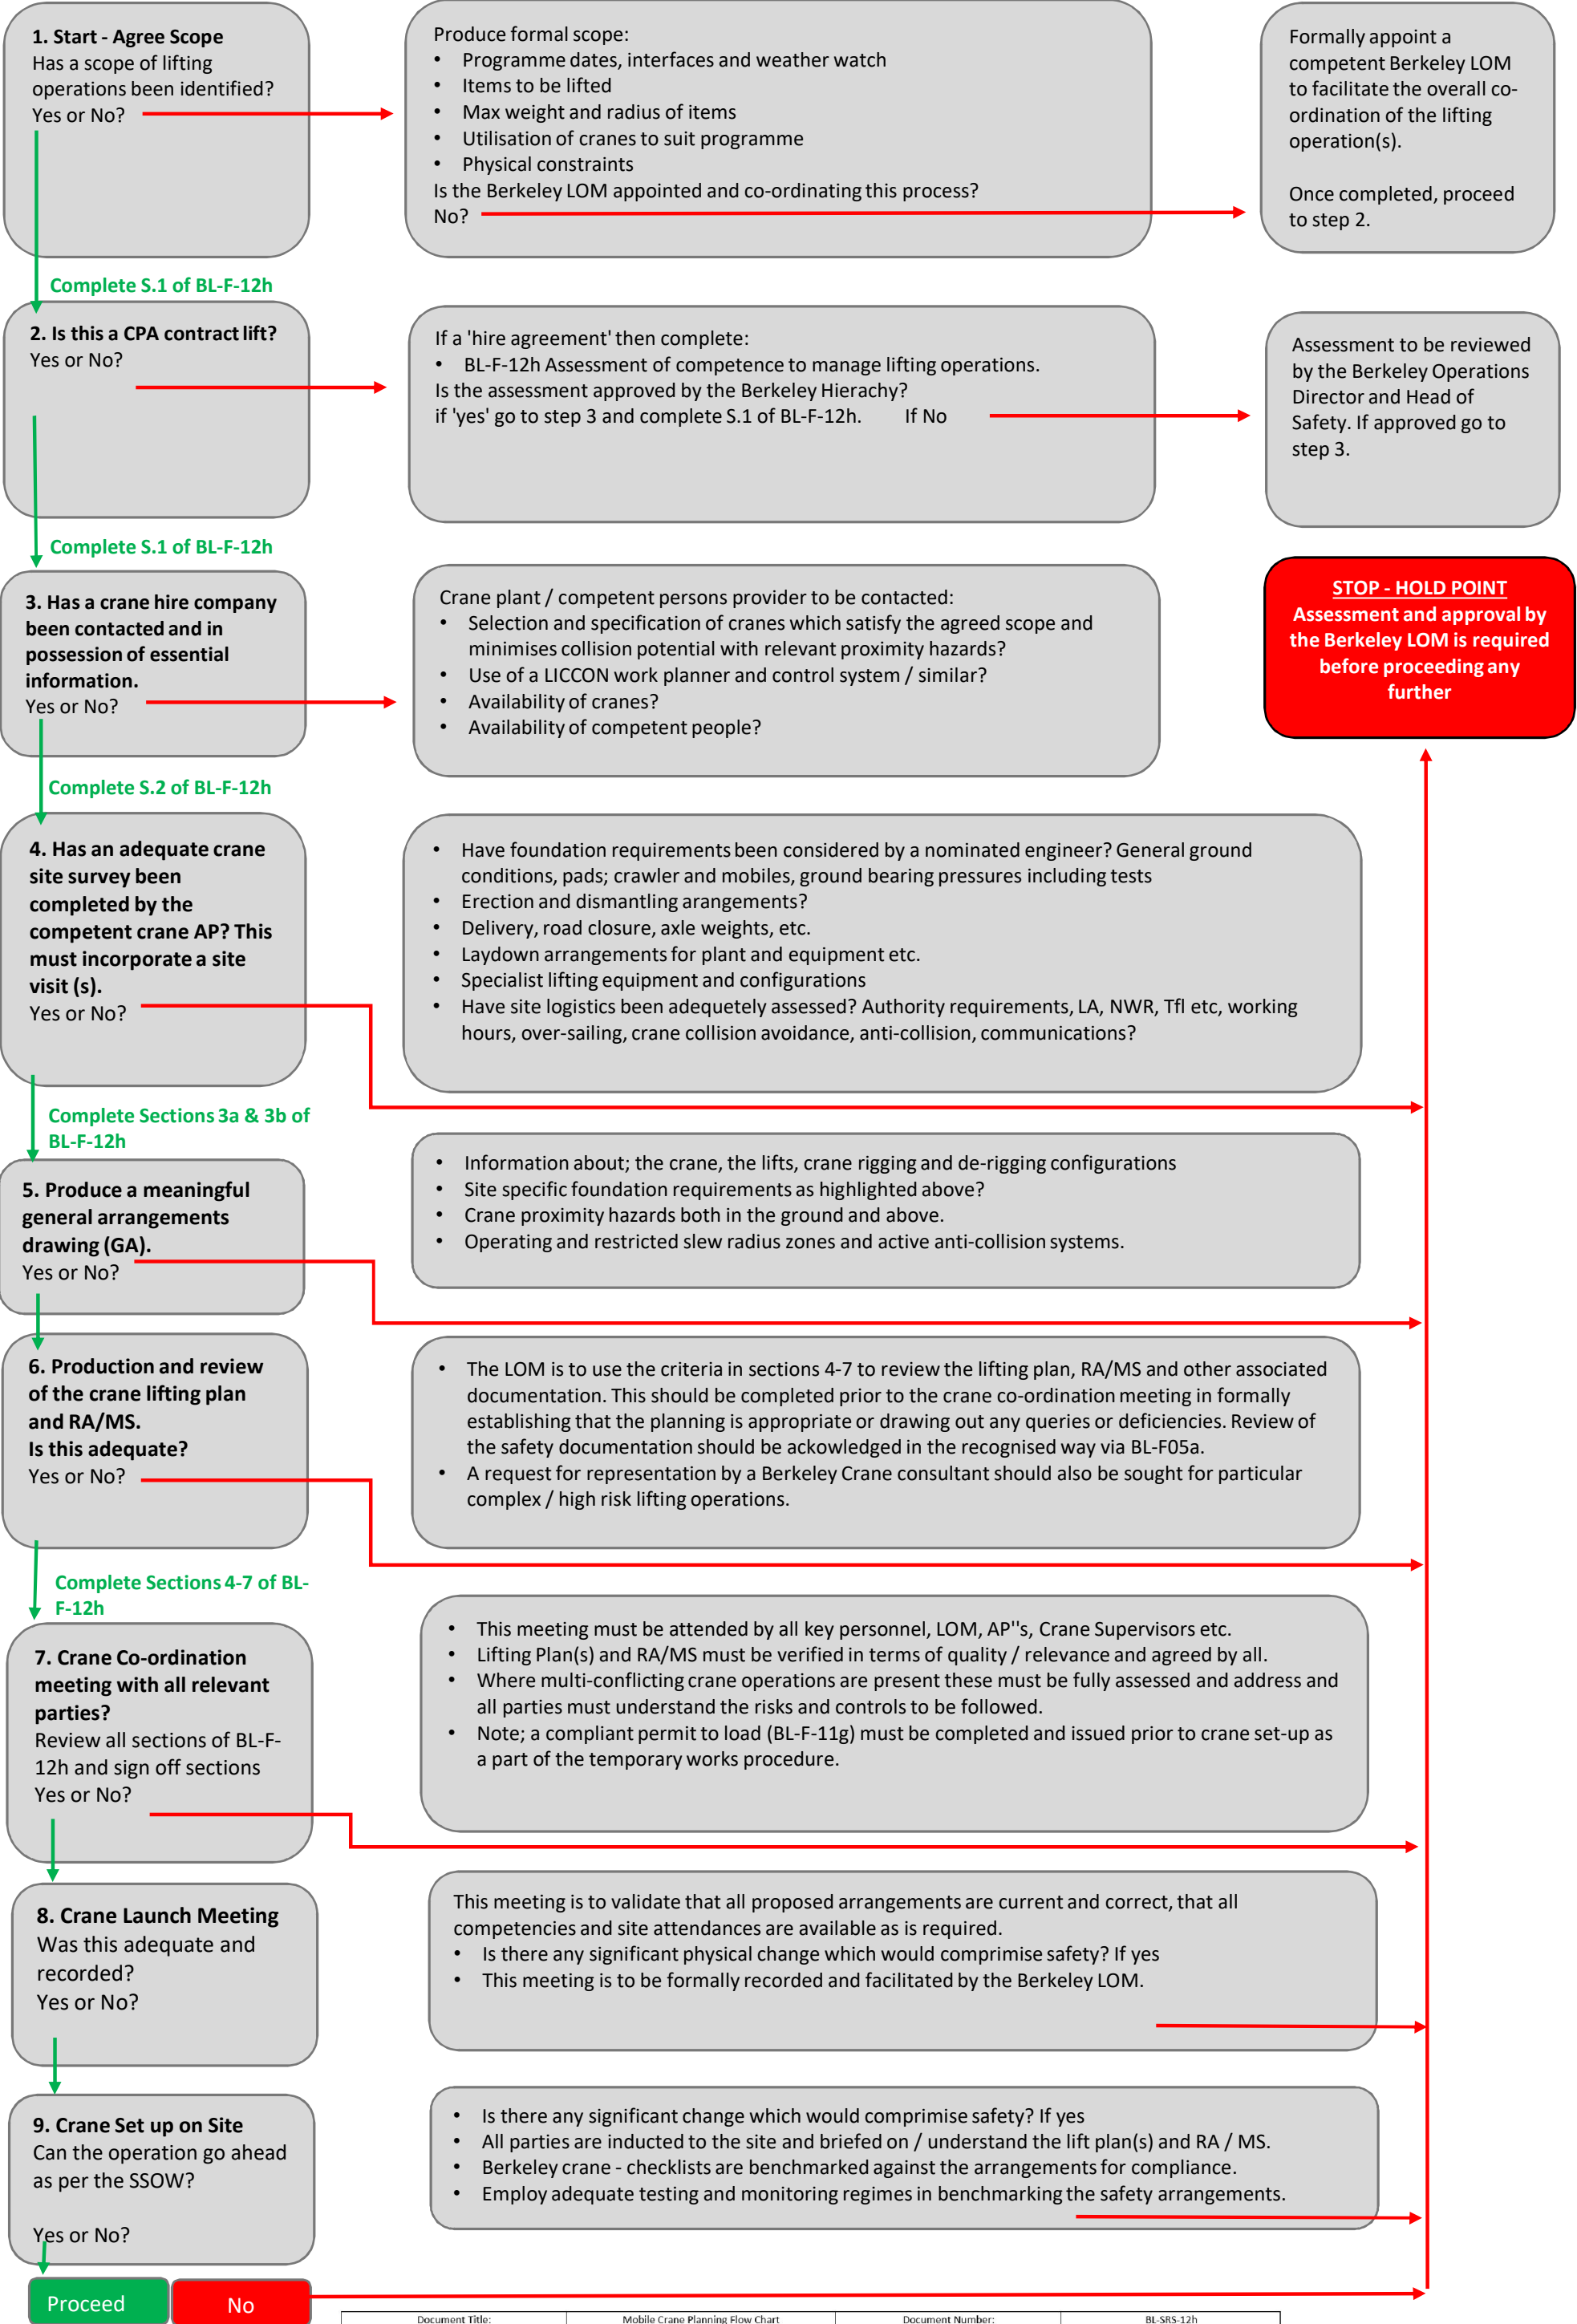 1. Start - Agree Scope
Has a scope of lifting
operations been identified?
Yes or No?
Produce formal scope:
• Programme dates, interfaces and weather watch
• Items to be lifted
• Max weight and radius of items
• Utilisation of cranes to suit programme
• Physical constraints
Is the Berkeley LOM appointed and co-ordinating this process?
No?
Formally appoint a
competent Berkeley LOM
to facilitate the overall co-
ordination of the lifting
operation(s).
Once completed, proceed
to step 2.
Complete S.1 of BL-F-12h
2. Is this a CPA contract lift?
Yes or No?
If a 'hire agreement' then complete:
• BL-F-12h Assessment of competence to manage lifting operations.
Is the assessment approved by the Berkeley Hierachy?
if 'yes' go to step 3 and complete S.1 of BL-F-12h. If No
Assessment to be reviewed
by the Berkeley Operations
Director and Head of
Safety. If approved go to
step 3.
Complete S.1 of BL-F-12h
3. Has a crane hire company
been contacted and in
possession of essential
information.
Yes or No?
Crane plant / competent persons provider to be contacted:
• Selection and specification of cranes which satisfy the agreed scope and
minimises collision potential with relevant proximity hazards?
• Use of a LICCON work planner and control system / similar?
• Availability of cranes?
• Availability of competent people?
STOP - HOLD POINT
Assessment and approval by
the Berkeley LOM is required
before proceeding any
further
Complete S.2 of BL-F-12h
4. Has an adequate crane
site survey been
completed by the
competent crane AP? This
must incorporate a site
visit (s).
Yes or No?
• Have foundation requirements been considered by a nominated engineer? General ground
conditions, pads; crawler and mobiles, ground bearing pressures including tests
• Erection and dismantling arangements?
• Delivery, road closure, axle weights, etc.
• Laydown arrangements for plant and equipment etc.
• Specialist lifting equipment and configurations
• Have site logistics been adequetely assessed? Authority requirements, LA, NWR, Tfl etc, working
hours, over-sailing, crane collision avoidance, anti-collision, communications?
Complete Sections 3a & 3b of
BL-F-12h
5. Produce a meaningful
general arrangements
drawing (GA).
Yes or No?
• Information about; the crane, the lifts, crane rigging and de-rigging configurations
• Site specific foundation requirements as highlighted above?
• Crane proximity hazards both in the ground and above.
• Operating and restricted slew radius zones and active anti-collision systems.
6. Production and review
of the crane lifting plan
and RA/MS.
Is this adequate?
Yes or No?
• The LOM is to use the criteria in sections 4-7 to review the lifting plan, RA/MS and other associated
documentation. This should be completed prior to the crane co-ordination meeting in formally
establishing that the planning is appropriate or drawing out any queries or deficiencies. Review of
the safety documentation should be ackowledged in the recognised way via BL-F05a.
• A request for representation by a Berkeley Crane consultant should also be sought for particular
complex / high risk lifting operations.
Complete Sections 4-7 of BL-
F-12h
7. Crane Co-ordination
meeting with all relevant
parties?
Review all sections of BL-F-
12h and sign off sections
Yes or No?
• This meeting must be attended by all key personnel, LOM, AP''s, Crane Supervisors etc.
• Lifting Plan(s) and RA/MS must be verified in terms of quality / relevance and agreed by all.
• Where multi-conflicting crane operations are present these must be fully assessed and address and
all parties must understand the risks and controls to be followed.
• Note; a compliant permit to load (BL-F-11g) must be completed and issued prior to crane set-up as
a part of the temporary works procedure.
8. Crane Launch Meeting
Was this adequate and
recorded?
Yes or No?
This meeting is to validate that all proposed arrangements are current and correct, that all
competencies and site attendances are available as is required.
• Is there any significant physical change which would comprimise safety? If yes
• This meeting is to be formally recorded and facilitated by the Berkeley LOM.
9. Crane Set up on Site
Can the operation go ahead
as per the SSOW?
Yes or No?
• Is there any significant change which would comprimise safety? If yes
• All parties are inducted to the site and briefed on / understand the lift plan(s) and RA / MS.
• Berkeley crane - checklists are benchmarked against the arrangements for compliance.
• Employ adequate testing and monitoring regimes in benchmarking the safety arrangements.
Proceed
No
Document Title: Mobile Crane Planning Flow Chart Document Number: BL-SRS-12h